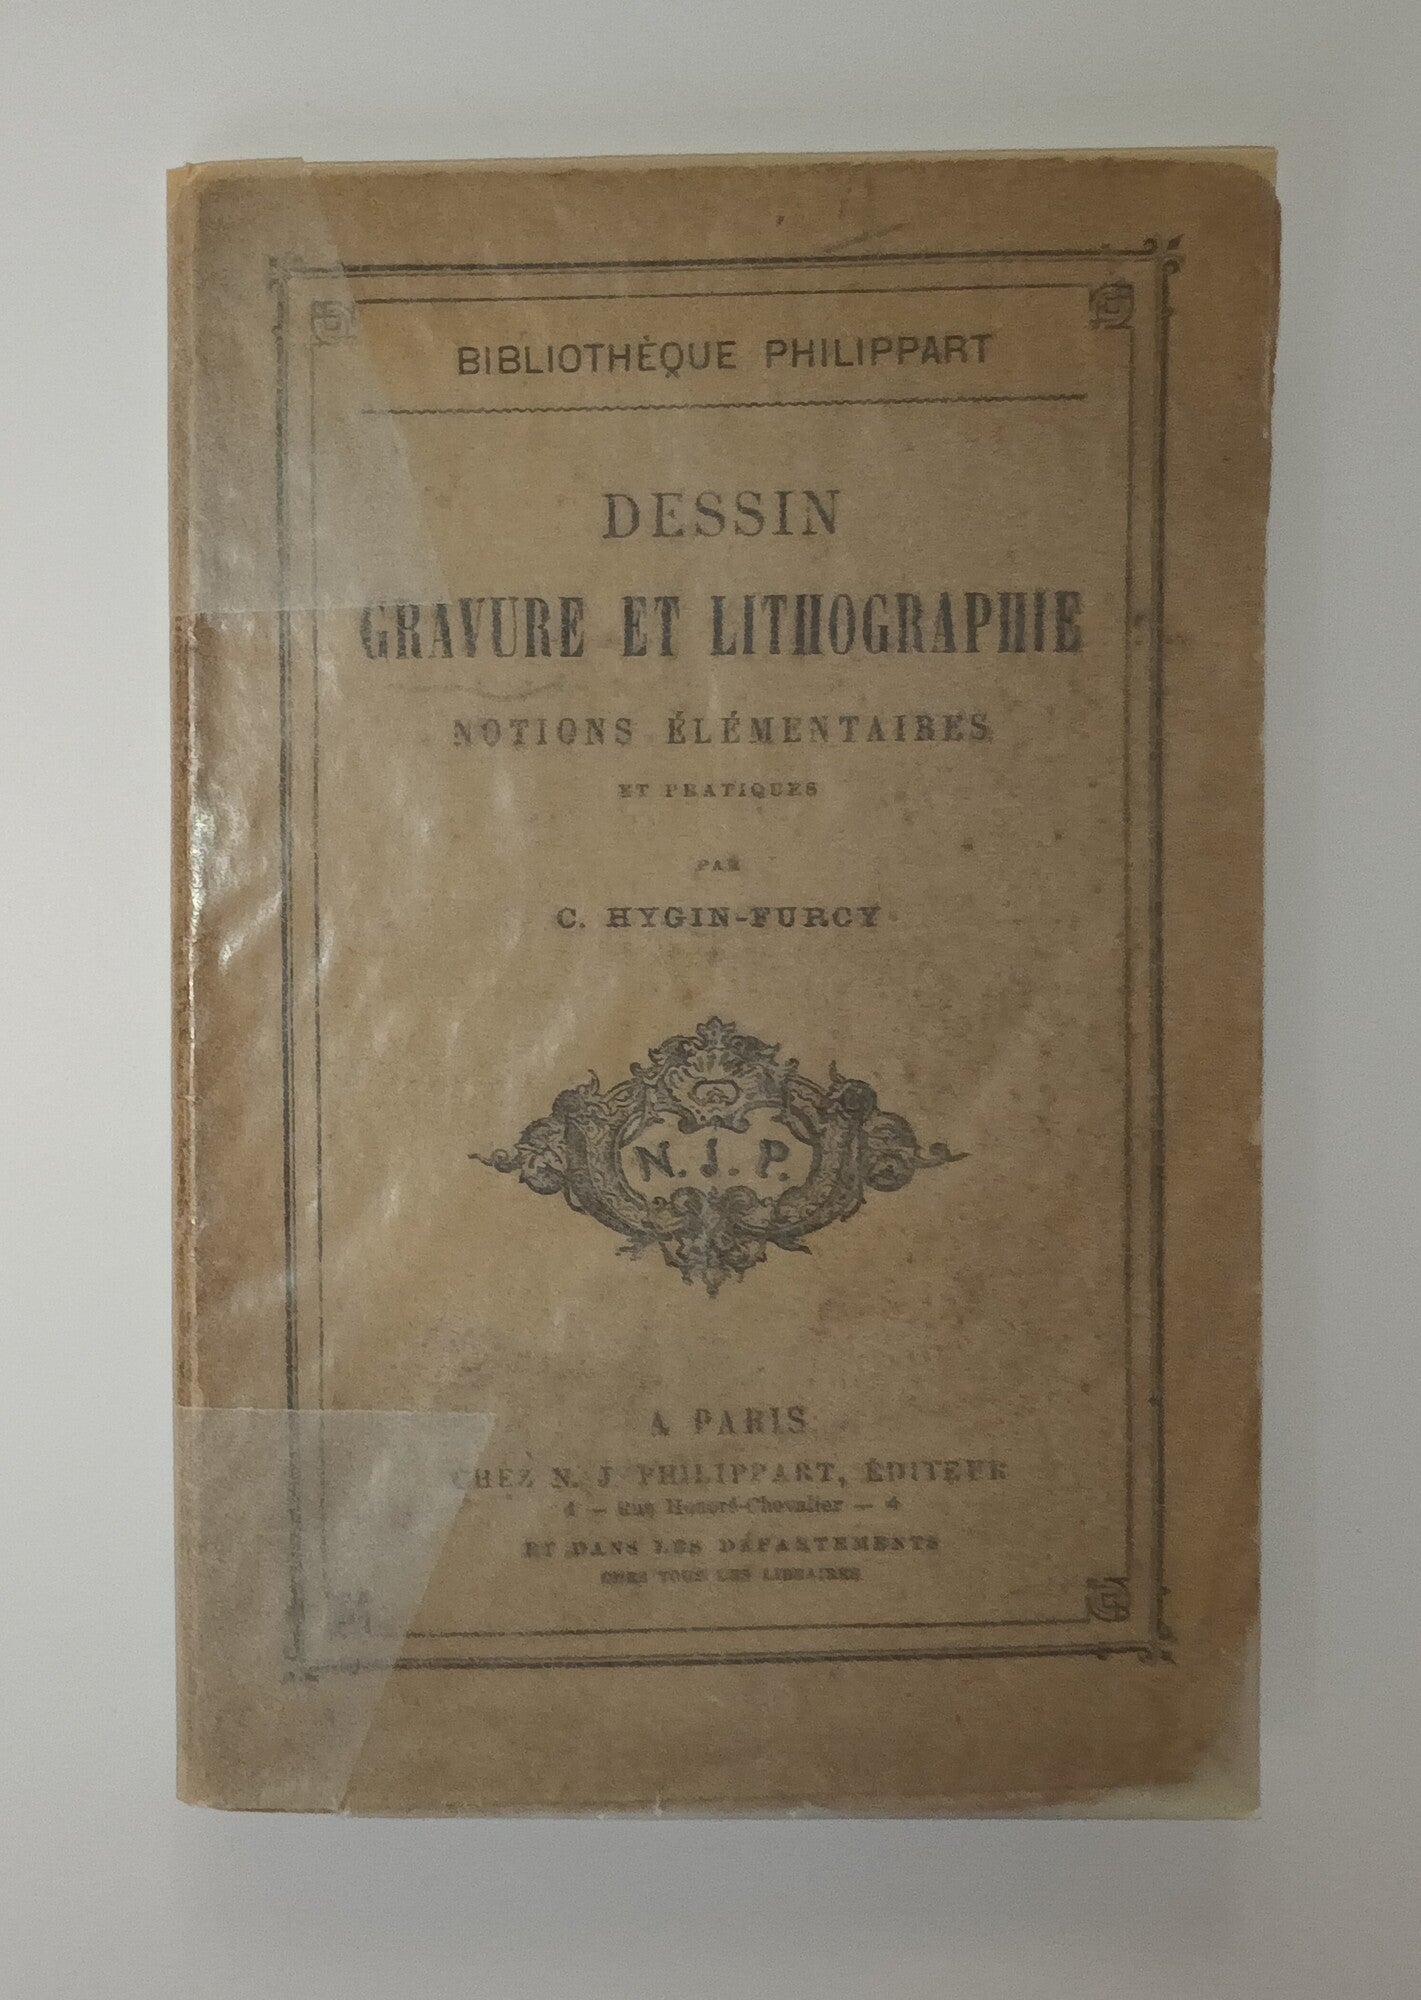 BIBLIOTHÈQUE PHILIPPART
DESSIN
GRAVURE ET LITHOGRAPHIE
NOTIONS ÉLÉMENTAIRES
ET PRATIQUES
PAR
C. HYGIN-FURCY
N. J. P.
A PARIS
CHEZ N. J. PHILIPPART, ÉDITEUR
4 — Rue Honoré-Chevalier — 4
ET DANS LES DÉPARTEMENTS
CHEZ TOUS LES LIBRAIRES